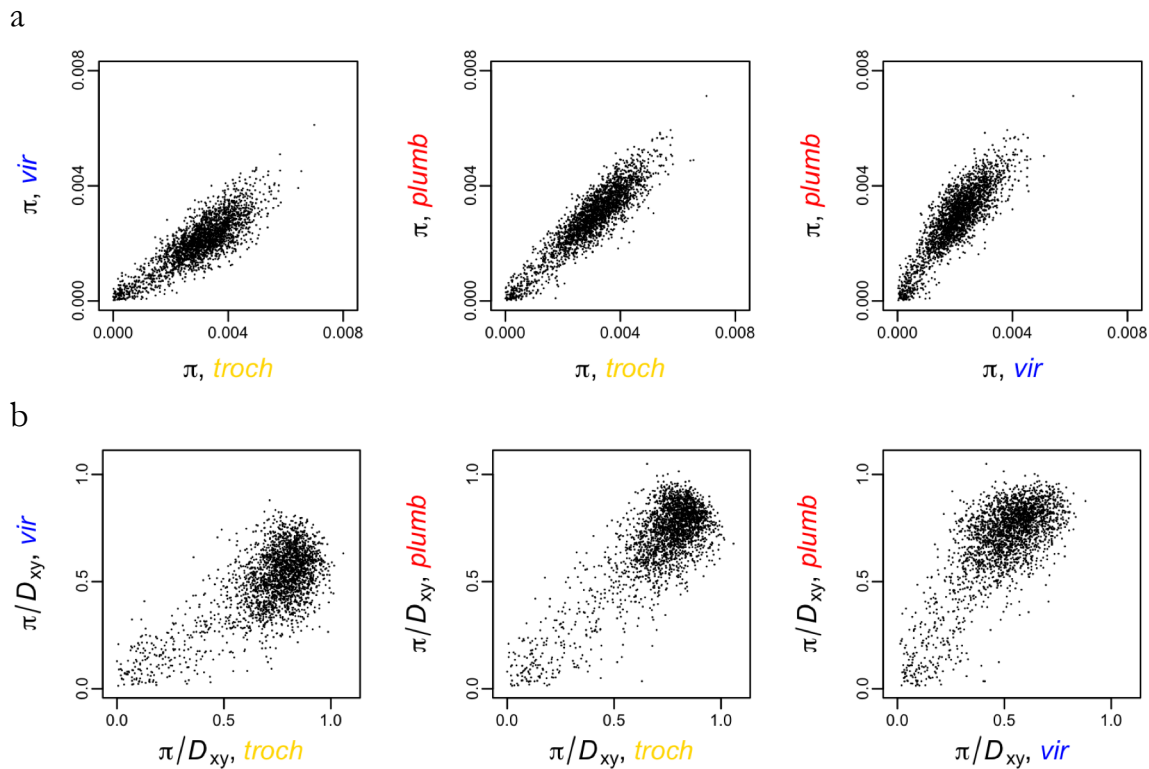 a
0.008
0.004
0.000
π, vir
0.000 0.004 0.008
π, troch
0.008
0.004
0.000
π, plumb
0.000 0.004 0.008
π, troch
0.008
0.004
0.000
π, plumb
0.000 0.004 0.008
π, vir
b
1.0
0.5
0.0
π/Dxy, vir
0.0 0.5 1.0
π/Dxy, troch
1.0
0.5
0.0
π/Dxy, plumb
0.0 0.5 1.0
π/Dxy, troch
1.0
0.5
0.0
π/Dxy, plumb
0.0 0.5 1.0
π/Dxy, vir